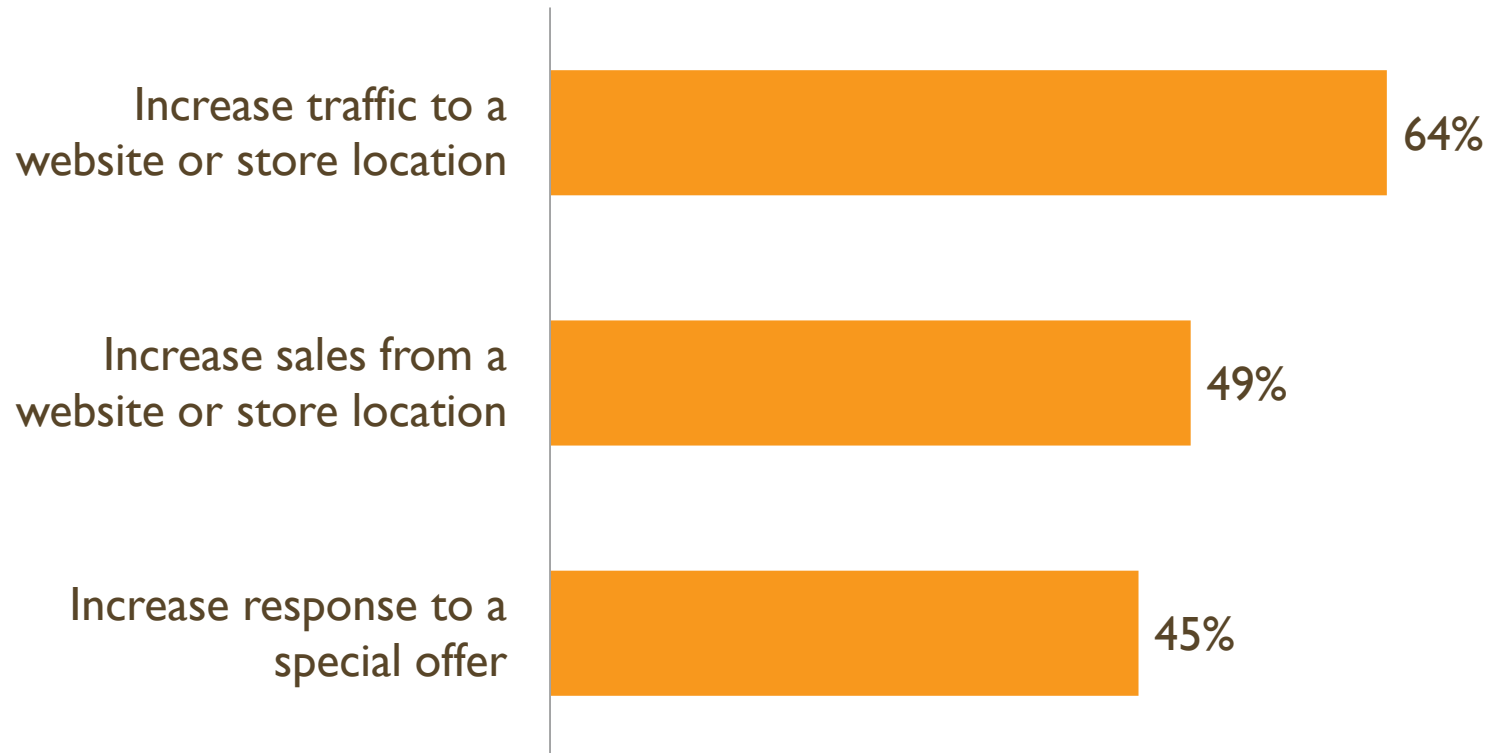 Increase traffic to a
website or store location
64%
Increase sales from a
website or store location
49%
Increase response to a
special offer
45%